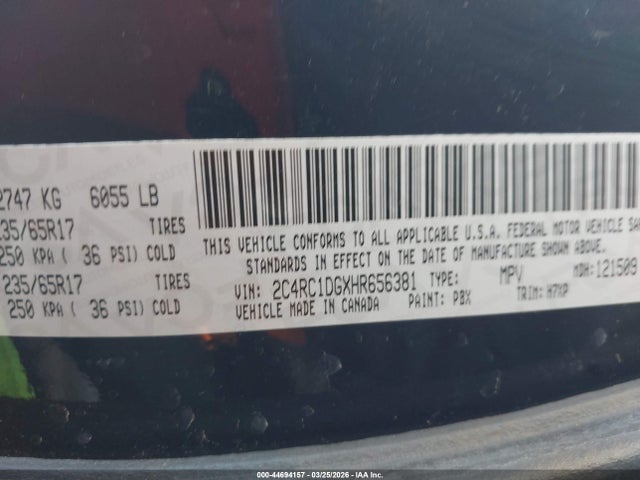 2747 KG 6055 LB
235/65R17 TIRES
250 KPA ( 36 PSI) COLD
235/65R17 TIRES
250 KPA ( 36 PSI) COLD
THIS VEHICLE CONFORMS TO ALL APPLICABLE U.S.A. FEDERAL MOTOR VEHICLE SA
STANDARDS IN EFFECT ON THE DATE OF MANUFACTURE SHOWN ABOVE.
VIN: 2C4RC1DGXHR656381 TYPE: MPV MDH:121509
VEHICLE MADE IN CANADA PAINT: PBX TRIM: H7XP
000-44694157 | 03/25/2026 | IAA Inc.